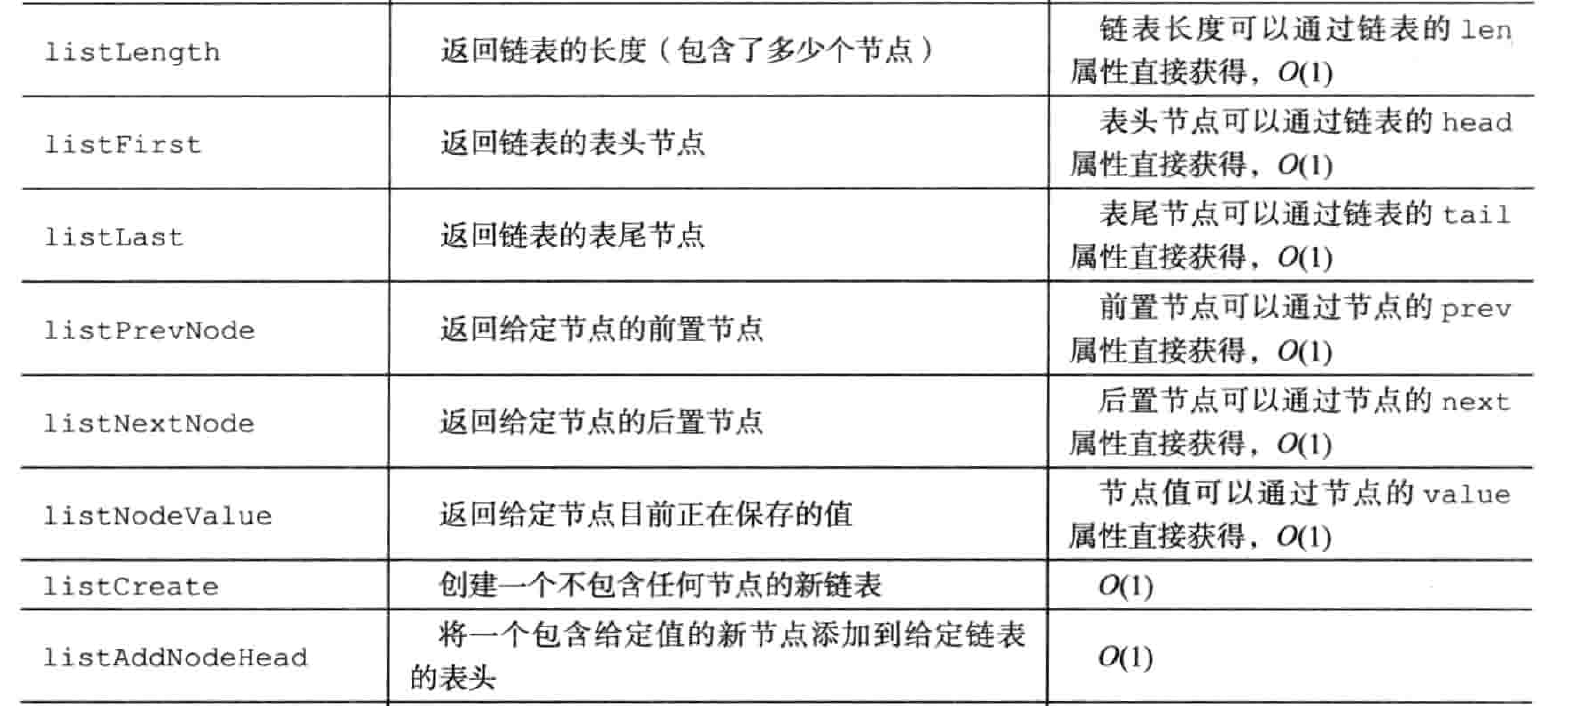 listLength 返回链表的长度（包含了多少个节点） 链表长度可以通过链表的 len
属性直接获得，O(1)
listFirst 返回链表的表头节点 表头节点可以通过链表的 head
属性直接获得，O(1)
listLast 返回链表的表尾节点 表尾节点可以通过链表的 tail
属性直接获得，O(1)
listPrevNode 返回给定节点的前置节点 前置节点可以通过节点的 prev
属性直接获得，O(1)
listNextNode 返回给定节点的后置节点 后置节点可以通过节点的 next
属性直接获得，O(1)
listNodeValue 返回给定节点目前正在保存的值 节点值可以通过节点的 value
属性直接获得，O(1)
listCreate 创建一个不包含任何节点的新链表 O(1)
listAddNodeHead 将一个包含给定值的新节点添加到给定链表
的表头 O(1)